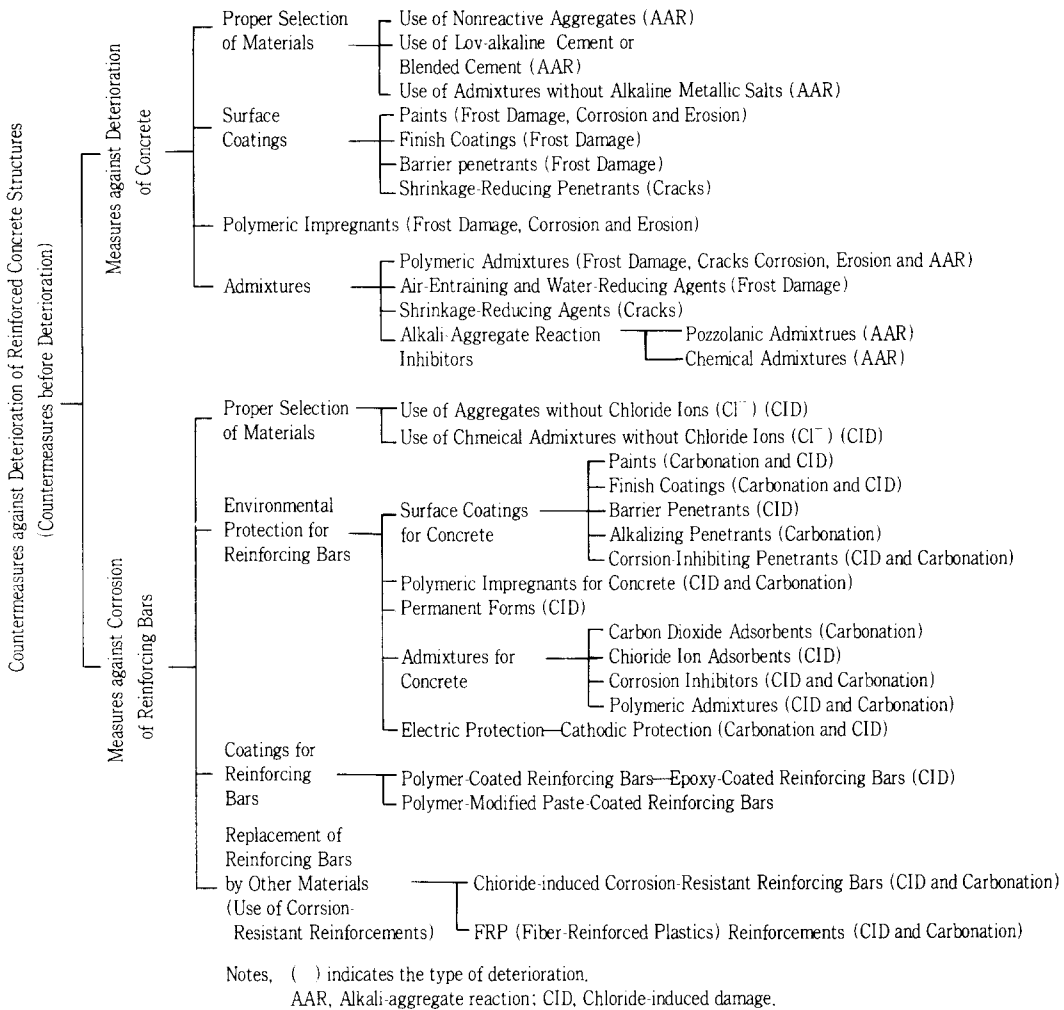 Countermeasures against Deterioration of Reinforced Concrete Structures
(Countermeasures before Deterioration)
Measures against Deterioration
of Concrete
Proper Selection
of Materials
Use of Nonreactive Aggregates (AAR)
Use of Lov-alkaline Cement or
Blended Cement (AAR)
Use of Admixtures without Alkaline Metallic Salts (AAR)
Surface
Coatings
Paints (Frost Damage, Corrosion and Erosion)
Finish Coatings (Frost Damage)
Barrier penetrants (Frost Damage)
Shrinkage-Reducing Penetrants (Cracks)
Polymeric Impregnants (Frost Damage, Corrosion and Erosion)
Admixtures
Polymeric Admixtures (Frost Damage, Cracks Corrosion, Erosion and AAR)
Air-Entraining and Water-Reducing Agents (Frost Damage)
Shrinkage-Reducing Agents (Cracks)
Alkali-Aggregate Reaction
Inhibitors
Pozzolanic Admixtrues (AAR)
Chemical Admixtures (AAR)
Measures against Corrosion
of Reinforcing Bars
Proper Selection
of Materials
Use of Aggregates without Chloride Ions (Cl⁻) (CID)
Use of Chmeical Admixtures without Chloride Ions (Cl⁻) (CID)
Environmental
Protection for
Reinforcing Bars
Surface Coatings
for Concrete
Paints (Carbonation and CID)
Finish Coatings (Carbonation and CID)
Barrier Penetrants (CID)
Alkalizing Penetrants (Carbonation)
Corrsion-Inhibiting Penetrants (CID and Carbonation)
Polymeric Impregnants for Concrete (CID and Carbonation)
Permanent Forms (CID)
Admixtures for
Concrete
Carbon Dioxide Adsorbents (Carbonation)
Chioride Ion Adsorbents (CID)
Corrosion Inhibitors (CID and Carbonation)
Polymeric Admixtures (CID and Carbonation)
Electric Protection—Cathodic Protection (Carbonation and CID)
Coatings for
Reinforcing
Bars
Polymer-Coated Reinforcing Bars—Epoxy-Coated Reinforcing Bars (CID)
Polymer-Modified Paste-Coated Reinforcing Bars
Replacement of
Reinforcing Bars
by Other Materials
(Use of Corrsion-
Resistant Reinforcements)
Chioride-induced Corrosion-Resistant Reinforcing Bars (CID and Carbonation)
FRP (Fiber-Reinforced Plastics) Reinforcements (CID and Carbonation)
Notes, ( ) indicates the type of deterioration.
AAR, Alkali-aggregate reaction; CID, Chloride-induced damage.